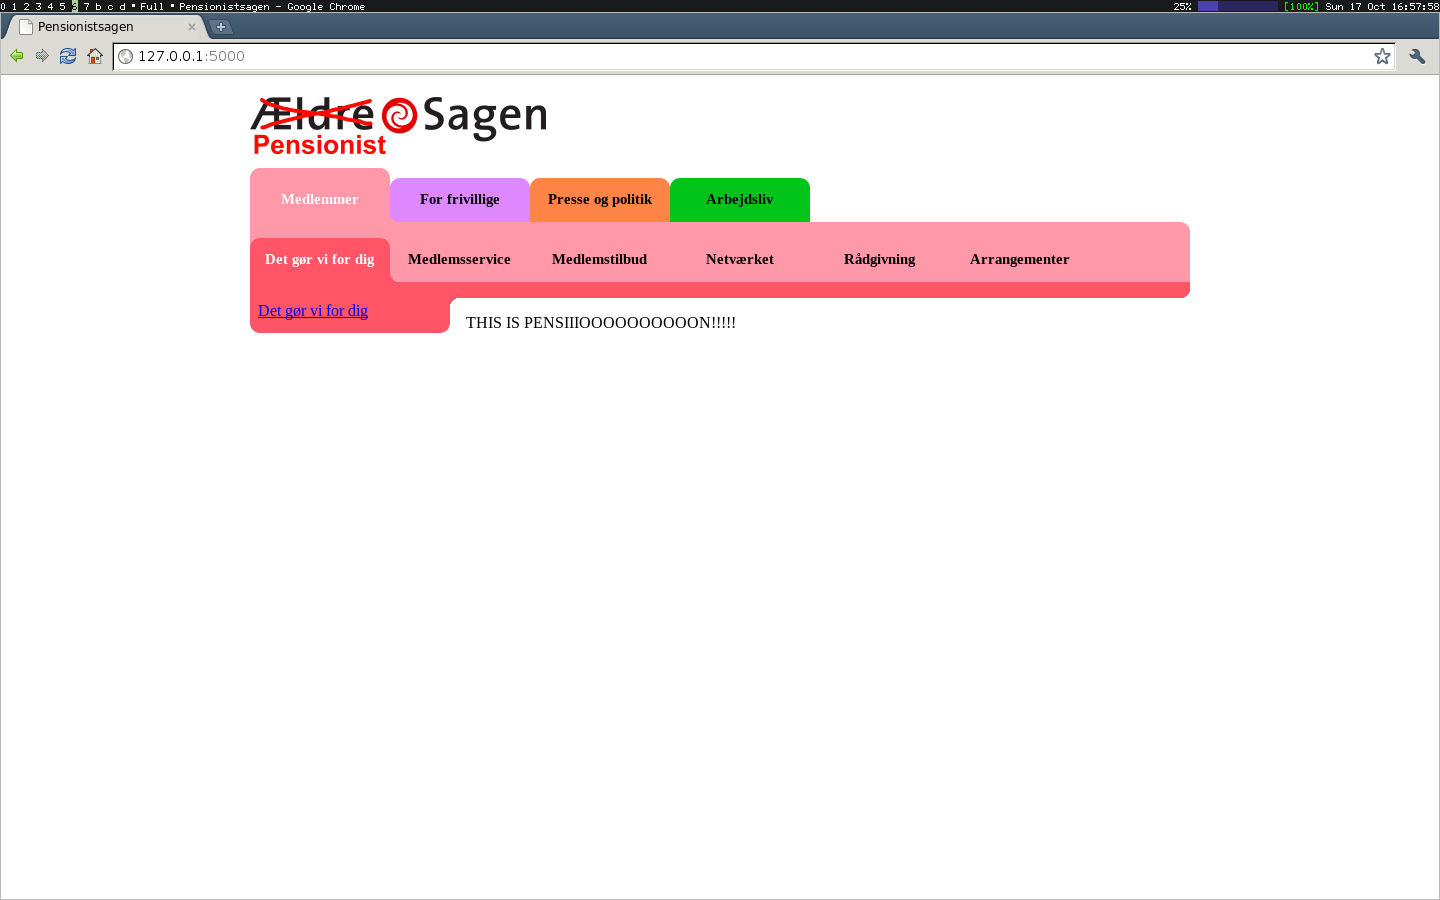 0 1 2 3 4 5 6 7 b c d ▪ Full ▪ Pensionistsagen - Google Chrome 25% [100%] Sun 17 Oct 16:57:58
Pensionistsagen
127.0.0.1:5000
Ældre Sagen
Pensionist
Medlemmer For frivillige Presse og politik Arbejdsliv
Det gør vi for dig Medlemsservice Medlemstilbud Netværket Rådgivning Arrangementer
Det gør vi for dig
THIS IS PENSIIIOOOOOOOOOON!!!!!